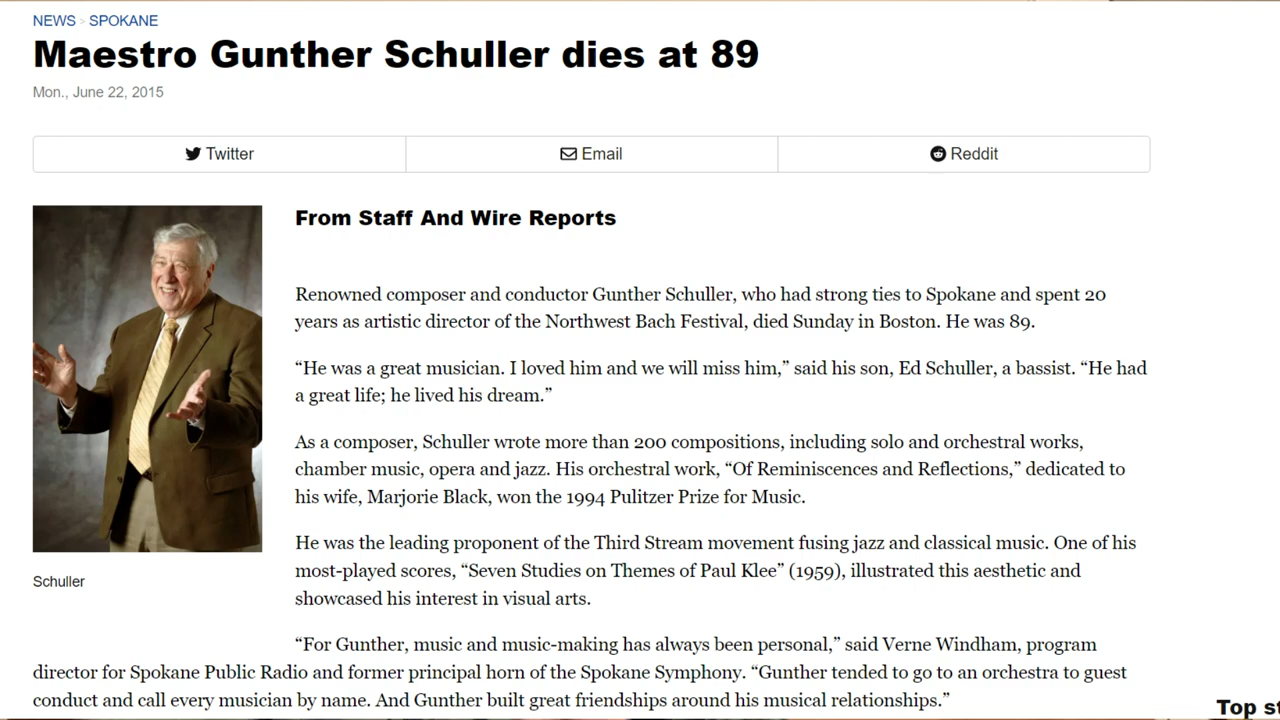 NEWS > SPOKANE
Maestro Gunther Schuller dies at 89
Mon., June 22, 2015
Twitter
Email
Reddit
From Staff And Wire Reports
Renowned composer and conductor Gunther Schuller, who had strong ties to Spokane and spent 20
years as artistic director of the Northwest Bach Festival, died Sunday in Boston. He was 89.
“He was a great musician. I loved him and we will miss him,” said his son, Ed Schuller, a bassist. “He had
a great life; he lived his dream.”
As a composer, Schuller wrote more than 200 compositions, including solo and orchestral works,
chamber music, opera and jazz. His orchestral work, “Of Reminiscences and Reflections,” dedicated to
his wife, Marjorie Black, won the 1994 Pulitzer Prize for Music.
He was the leading proponent of the Third Stream movement fusing jazz and classical music. One of his
most-played scores, “Seven Studies on Themes of Paul Klee” (1959), illustrated this aesthetic and
showcased his interest in visual arts.
Schuller
“For Gunther, music and music-making has always been personal,” said Verne Windham, program
director for Spokane Public Radio and former principal horn of the Spokane Symphony. “Gunther tended to go to an orchestra to guest
conduct and call every musician by name. And Gunther built great friendships around his musical relationships.”
Top